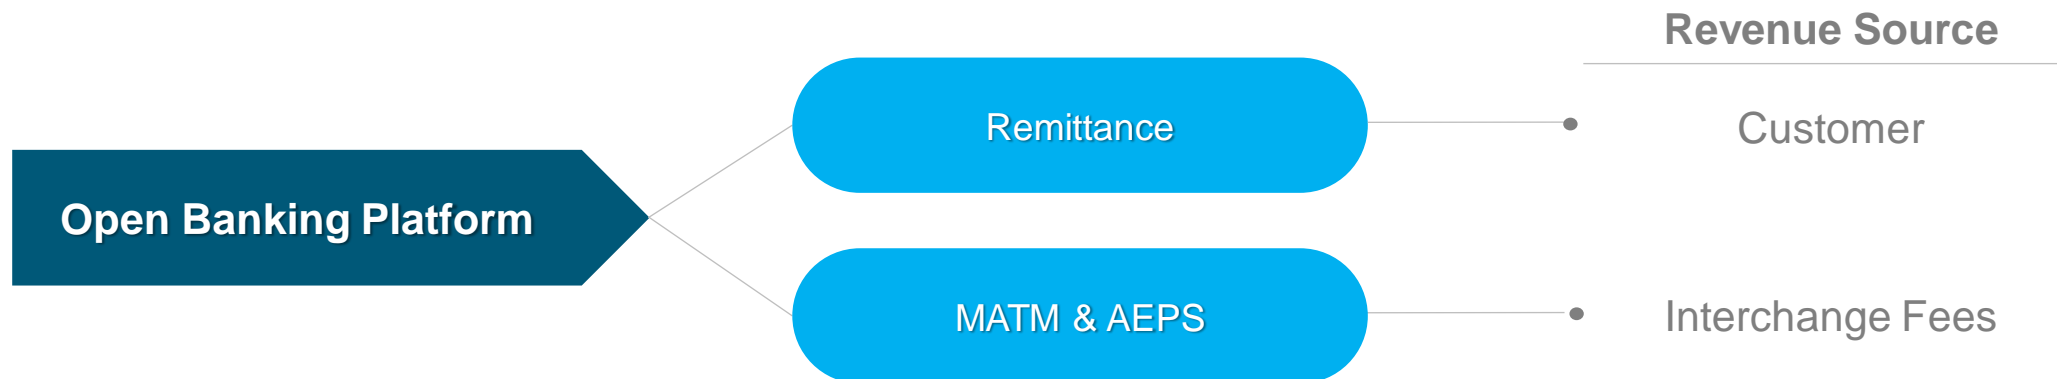 Revenue Source
Remittance
Customer
Open Banking Platform
MATM & AEPS
Interchange Fees